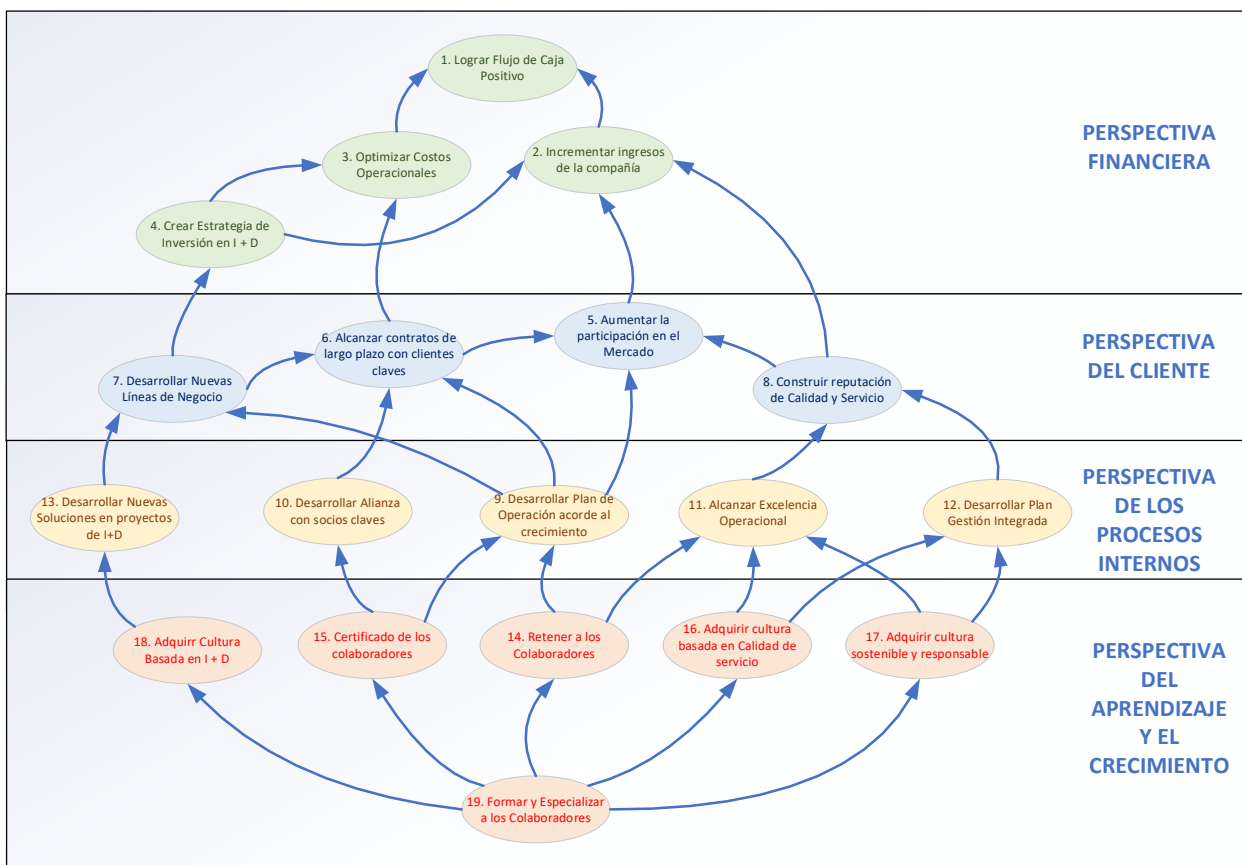 1. Lograr Flujo de Caja
Positivo
3. Optimizar Costos
Operacionales
2. Incrementar ingresos
de la compañía
4. Crear Estrategia de
Inversión en I + D
PERSPECTIVA
FINANCIERA
5. Aumentar la
participación en el
Mercado
6. Alcanzar contratos de
largo plazo con clientes
claves
7. Desarrollar Nuevas
Líneas de Negocio
8. Construir reputación
de Calidad y Servicio
PERSPECTIVA
DEL CLIENTE
13. Desarrollar Nuevas
Soluciones en proyectos
de I+D
10. Desarrollar Alianza
con socios claves
9. Desarrollar Plan de
Operación acorde al
crecimiento
11. Alcanzar Excelencia
Operacional
12. Desarrollar Plan
Gestión Integrada
PERSPECTIVA
DE LOS
PROCESOS
INTERNOS
18. Adquirr Cultura
Basada en I + D
15. Certificado de los
colaboradores
14. Retener a los
Colaboradores
16. Adquirir cultura
basada en Calidad de
servicio
17. Adquirir cultura
sostenible y responsable
19. Formar y Especializar
a los Colaboradores
PERSPECTIVA
DEL
APRENDIZAJE
Y EL
CRECIMIENTO